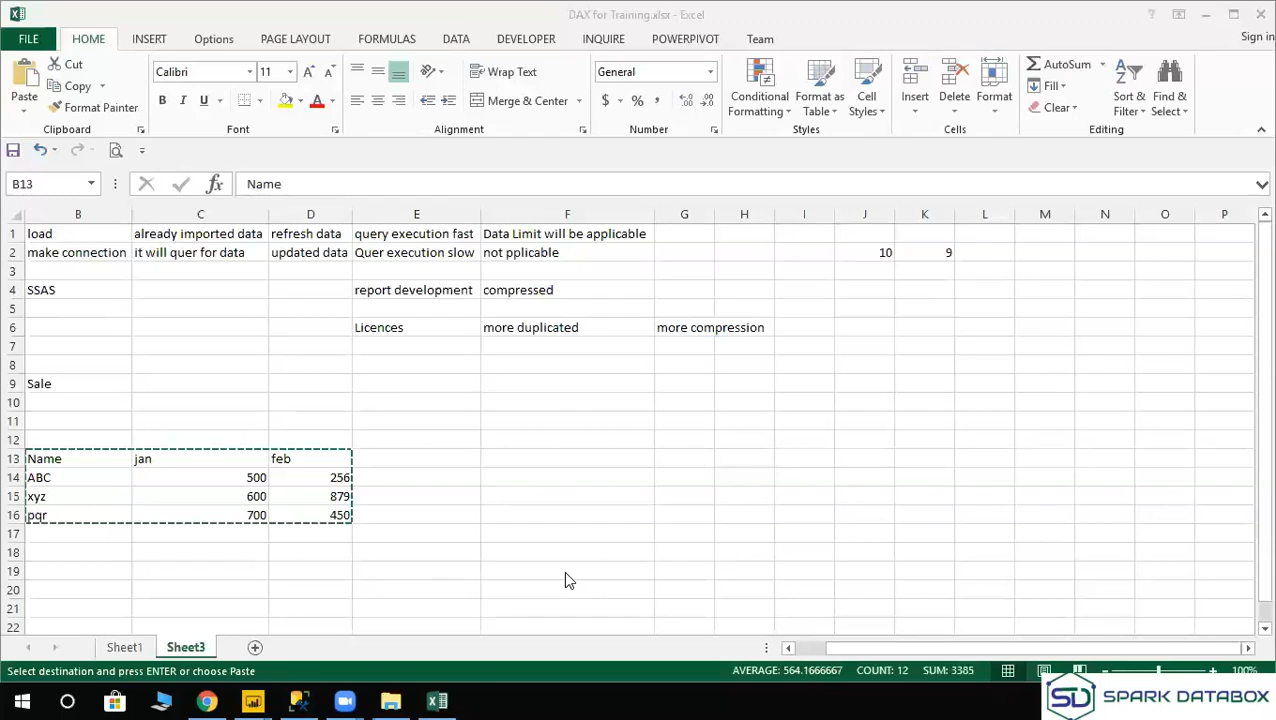 DAX for Training.xlsx - Excel
?
FILE HOME INSERT Options PAGE LAYOUT FORMULAS DATA DEVELOPER INQUIRE POWERPIVOT Team Sign in
Paste
Cut
Copy
Format Painter
Clipboard
Calibri 11
B I U A
Font
Wrap Text
Merge & Center
Alignment
General
$ % ,
Number
Conditional Formatting
Format as Table
Cell Styles
Styles
Insert
Delete
Format
Cells
AutoSum
Fill
Clear
Sort & Filter
Find & Select
Editing
B13 fx Name
B C D E F G H I J K L M N O P
1 load already imported data refresh data query execution fast Data Limit will be applicable
2 make connection it will quer for data updated data Quer execution slow not pplicable 10 9
3
4 SSAS report development compressed
5
6 Licences more duplicated more compression
7
8
9 Sale
10
11
12
13 Name jan feb
14 ABC 500 256
15 xyz 600 879
16 pqr 700 450
17
18
19
20
21
22
Sheet1 Sheet3
Select destination and press ENTER or choose Paste AVERAGE: 564.1666667 COUNT: 12 SUM: 3385 100%
SD SPARK DATABOX